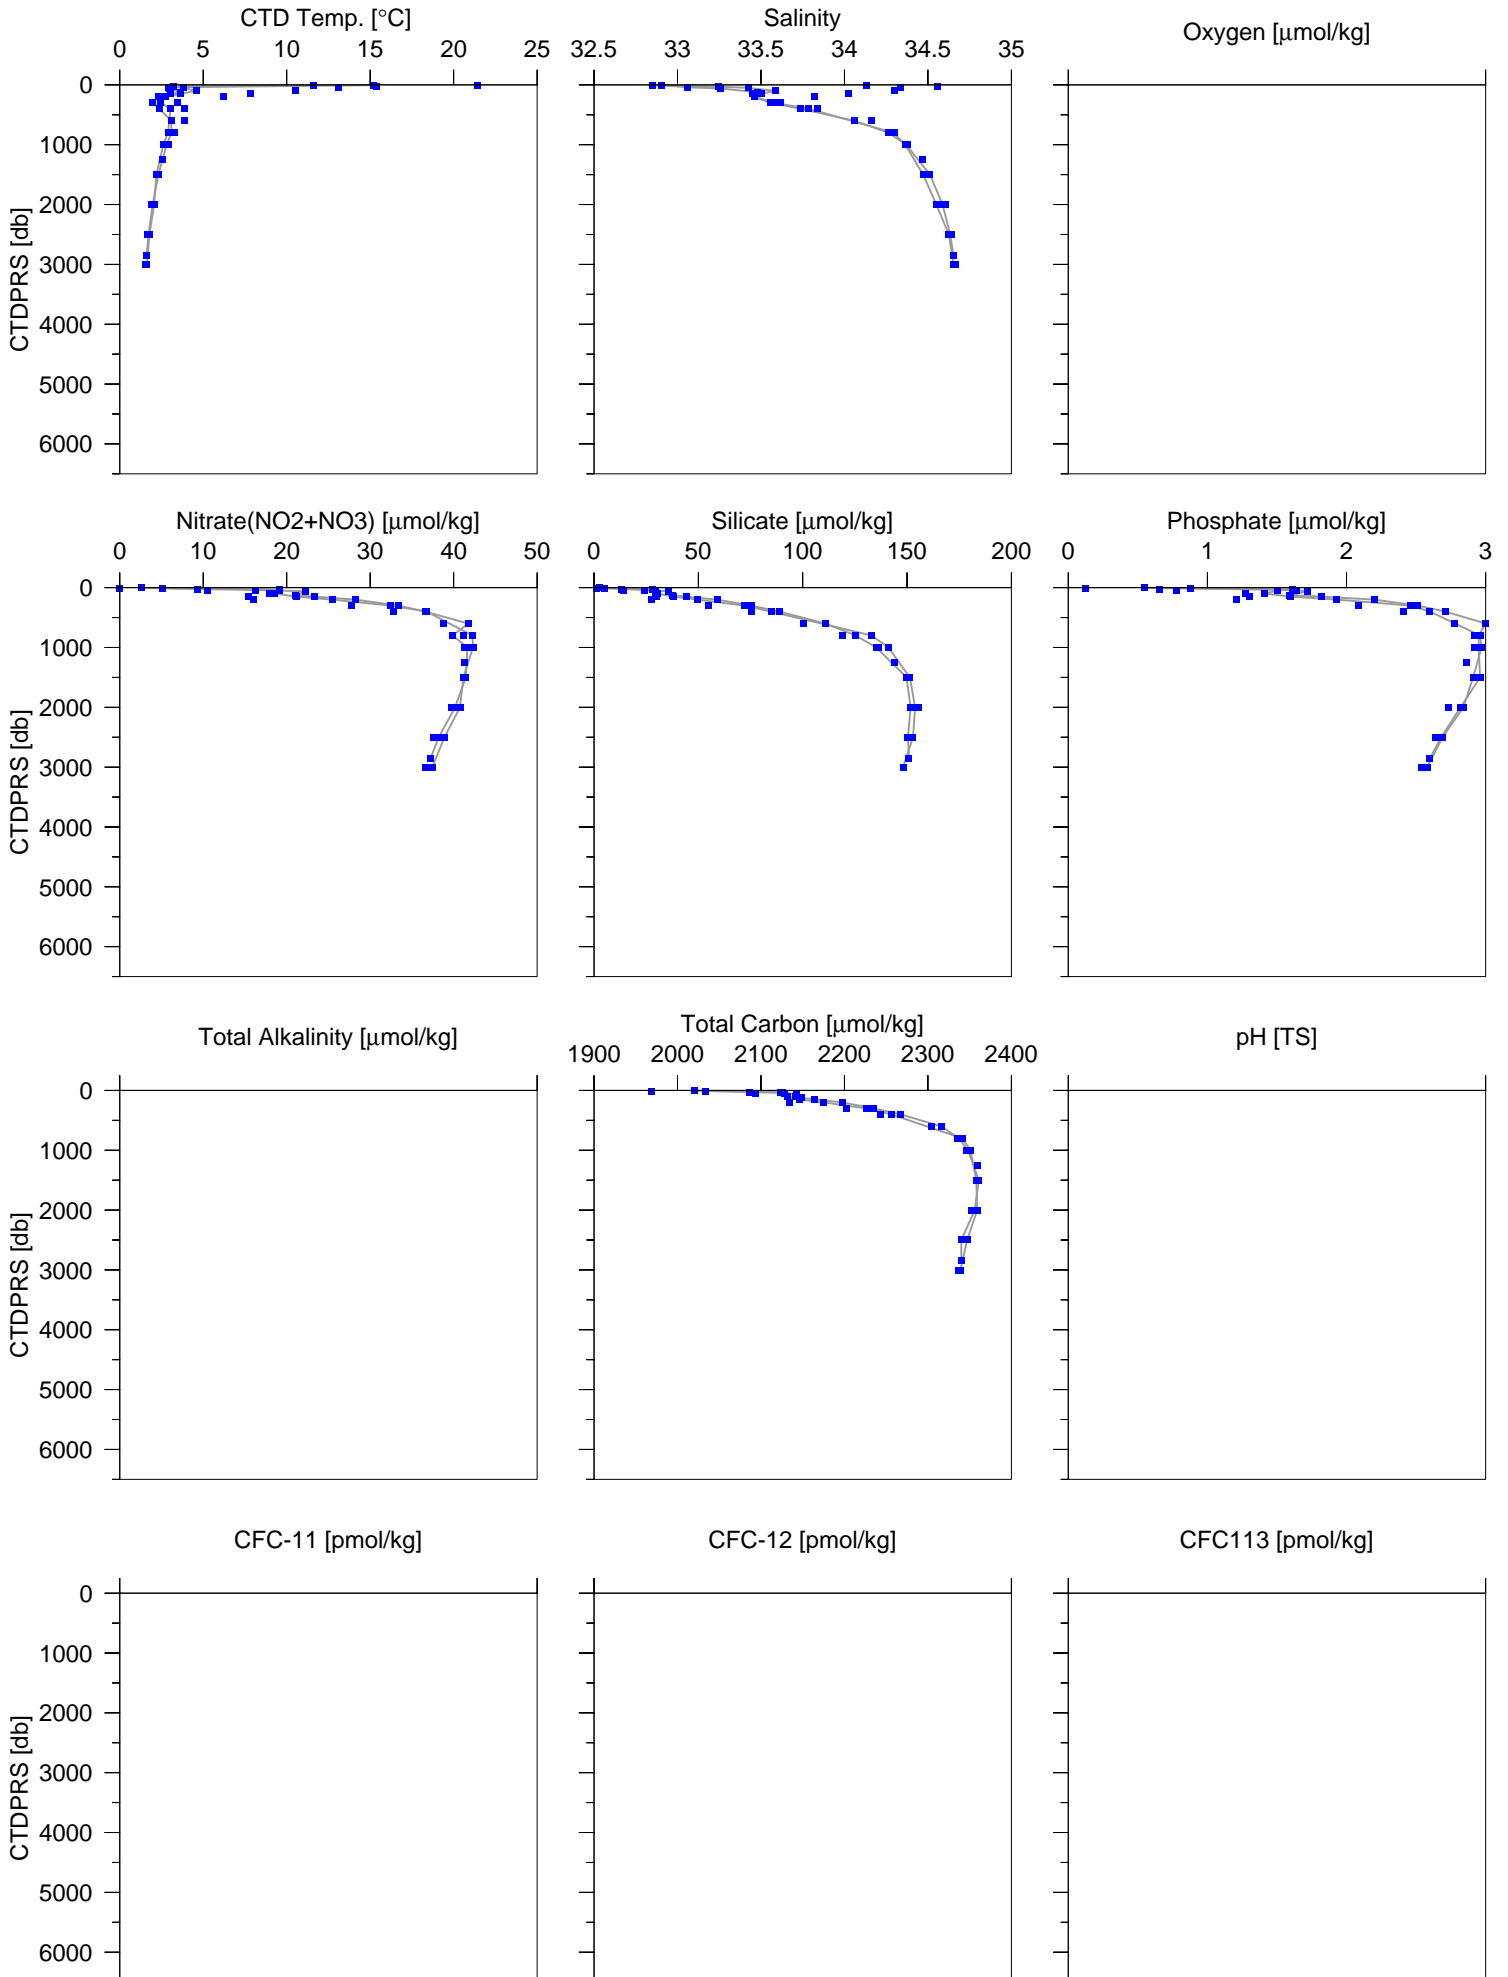 CTD Temp. [°C]
Salinity
Oxygen [µmol/kg]
0 5 10 15 20 25
32.5 33 33.5 34 34.5 35
0
1000
2000
3000
4000
5000
6000
CTDPRS [db]
Nitrate(NO2+NO3) [µmol/kg]
Silicate [µmol/kg]
Phosphate [µmol/kg]
0 10 20 30 40 50
0 50 100 150 200
0 1 2 3
0
1000
2000
3000
4000
5000
6000
CTDPRS [db]
Total Alkalinity [µmol/kg]
Total Carbon [µmol/kg]
pH [TS]
1900 2000 2100 2200 2300 2400
0
1000
2000
3000
4000
5000
6000
CTDPRS [db]
CFC-11 [pmol/kg]
CFC-12 [pmol/kg]
CFC113 [pmol/kg]
0
1000
2000
3000
4000
5000
6000
CTDPRS [db]